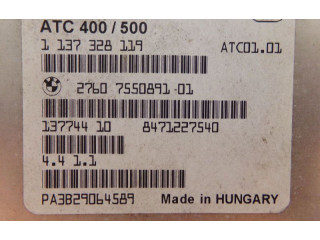 ATC 400 / 500
1 137 328 119 ATC01.01
2760 7550891-01
137744 10 8471227540
4.4 1.1
PA3B29064589 Made in HUNGARY